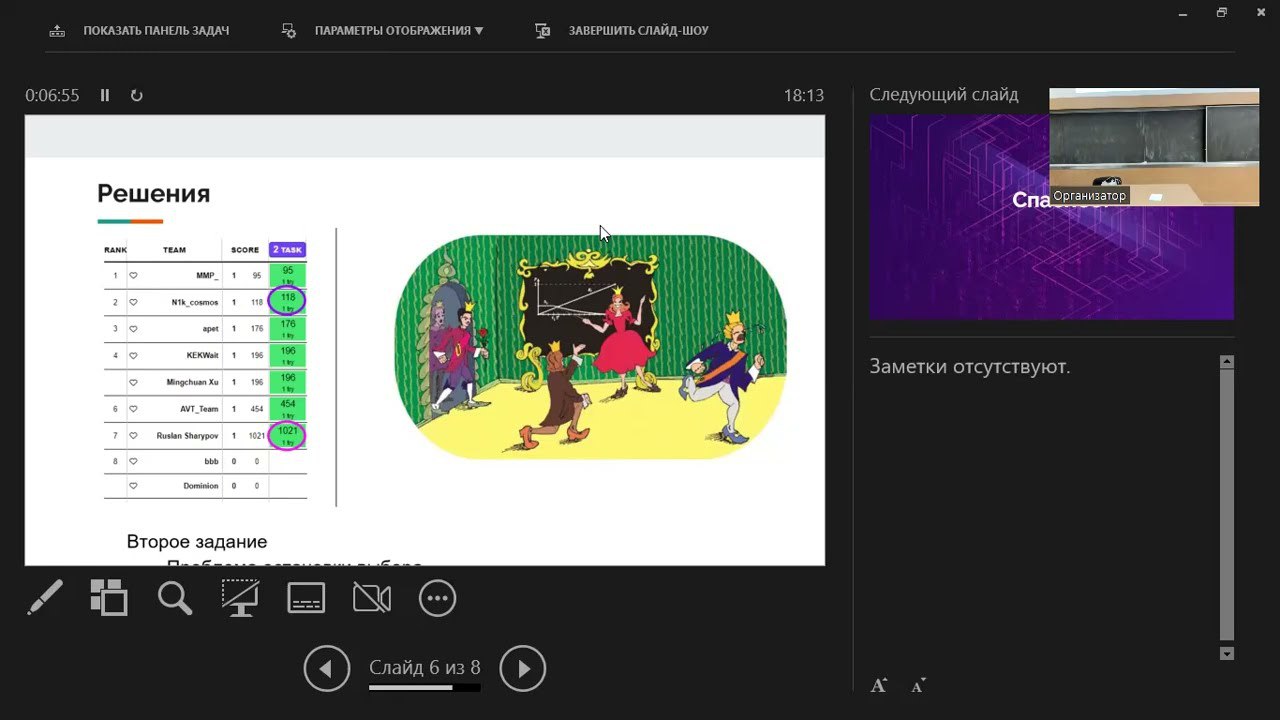 ПОКАЗАТЬ ПАНЕЛЬ ЗАДАЧ
ПАРАМЕТРЫ ОТОБРАЖЕНИЯ ▼
ЗАВЕРШИТЬ СЛАЙД-ШОУ
0:06:55
18:13
Следующий слайд
Организатор
Решения
RANK TEAM SCORE 2 TASK
1 MMP_ 1 95 95 1 try
2 N1k_cosmos 1 118 118 1 try
3 apet 1 176 176 1 try
4 KEKWait 1 196 196 1 try
Mingchuan Xu 1 196 196 1 try
6 AVT_Team 1 454 454 1 try
7 Ruslan Sharypov 1 1021 1021 1 try
8 bbb 0 0
Dominion 0 0
Второе задание
Проблема остановки выбора
Заметки отсутствуют.
Слайд 6 из 8